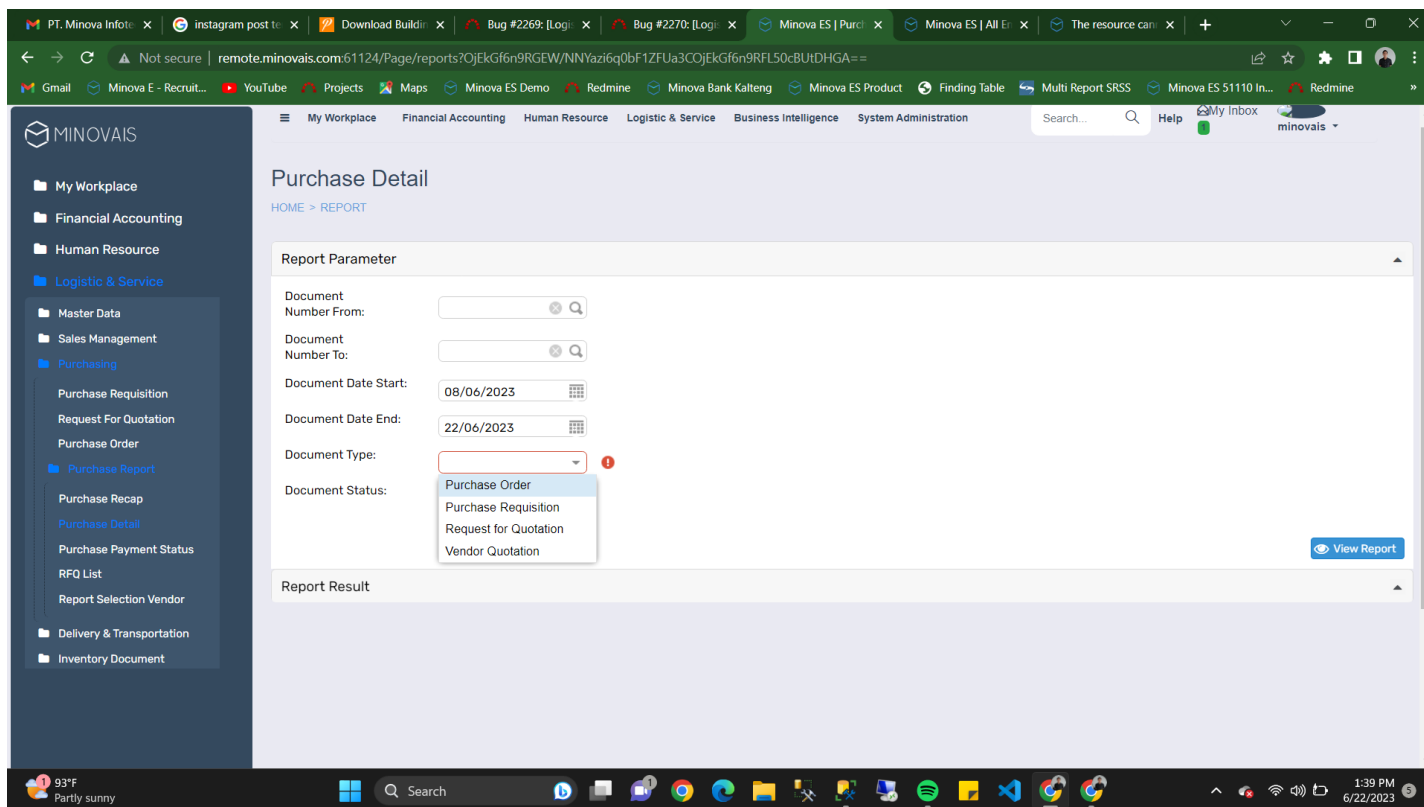 PT. Minova Infote
instagram post te
Download Buildin
Bug #2269: [Logis
Bug #2270: [Logis
Minova ES | Purch
Minova ES | All En
The resource cann
Not secure | remote.minovais.com:61124/Page/reports?OjEkGf6n9RGEW/NNYazi6q0bF1ZFUa3COjEkGf6n9RFL50cBUtDHGA==
Gmail
Minova E - Recruit...
YouTube
Projects
Maps
Minova ES Demo
Redmine
Minova Bank Kalteng
Minova ES Product
Finding Table
Multi Report SRSS
Minova ES 51110 In...
Redmine
»
MINOVAIS
My Workplace
Financial Accounting
Human Resource
Logistic & Service
Business Intelligence
System Administration
Search...
Help
My Inbox
1
minovais
My Workplace
Financial Accounting
Human Resource
Logistic & Service
Master Data
Sales Management
Purchasing
Purchase Requisition
Request For Quotation
Purchase Order
Purchase Report
Purchase Recap
Purchase Detail
Purchase Payment Status
RFQ List
Report Selection Vendor
Delivery & Transportation
Inventory Document
Purchase Detail
HOME > REPORT
Report Parameter
Document
Number From:
Document
Number To:
Document Date Start:
08/06/2023
Document Date End:
22/06/2023
Document Type:
Document Status:
Purchase Order
Purchase Requisition
Request for Quotation
Vendor Quotation
View Report
Report Result
1
93°F
Partly sunny
Search
1
1:39 PM
6/22/2023
5